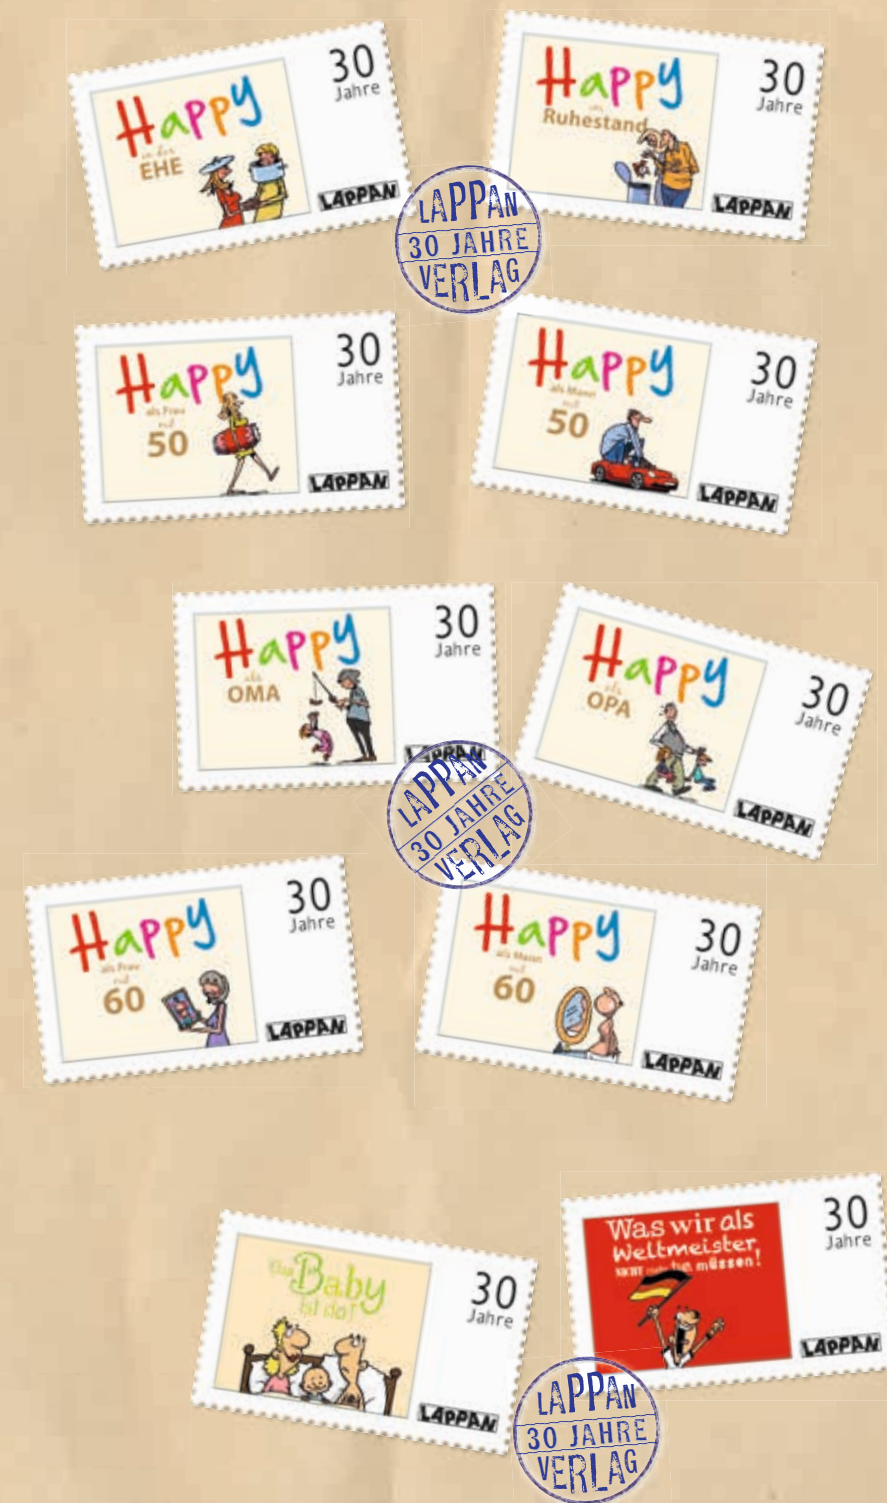 Happy
in der
EHE
30
Jahre
LAPPAN
Happy
im
Ruhestand
30
Jahre
LAPPAN
LAPPAN
30 JAHRE
VERLAG
Happy
als Frau
mit
50
30
Jahre
LAPPAN
Happy
als Mann
mit
50
30
Jahre
LAPPAN
Happy
als
OMA
30
Jahre
LAPPAN
Happy
als
OPA
30
Jahre
LAPPAN
LAPPAN
30 JAHRE
VERLAG
Happy
als Frau
mit
60
30
Jahre
LAPPAN
Happy
als Mann
mit
60
30
Jahre
LAPPAN
Das Baby
ist da!
30
Jahre
LAPPAN
Was wir als
Weltmeister
NICHT müssen!
30
Jahre
LAPPAN
LAPPAN
30 JAHRE
VERLAG